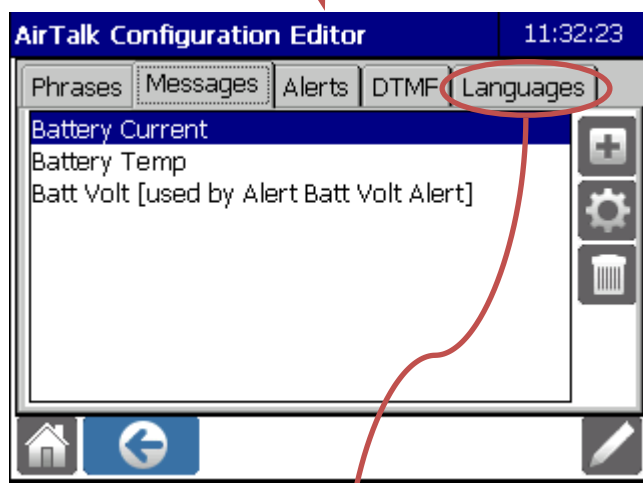 AirTalk Configuration Editor 11:32:23
Phrases Messages Alerts DTMF Languages
Battery Current
Battery Temp
Batt Volt [used by Alert Batt Volt Alert]